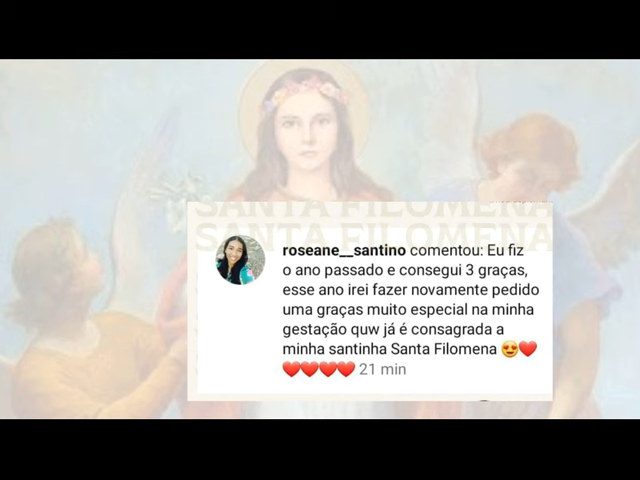 SANTA FILOMENA
SANTA FILOMENA
roseane__santino comentou: Eu fiz
o ano passado e consegui 3 graças,
esse ano irei fazer novamente pedido
uma graças muito especial na minha
gestação quw já é consagrada a
minha santinha Santa Filomena 😍❤️
❤️❤️❤️❤️ 21 min